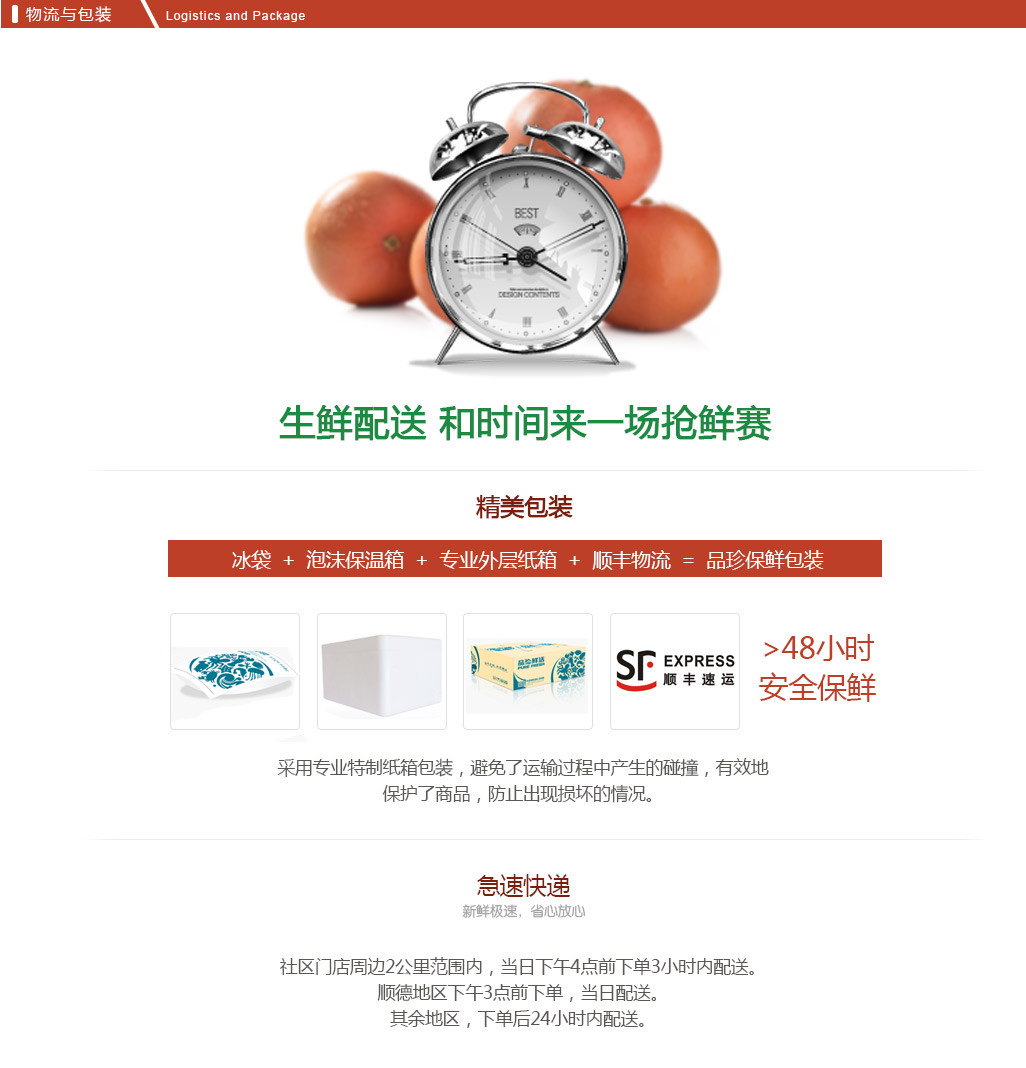 物流与包装 Logistics and Package
BEST
DESIGN CONTENTS
生鲜配送 和时间来一场抢鲜赛
精美包装
冰袋 + 泡沫保温箱 + 专业外层纸箱 + 顺丰物流 = 品珍保鲜包装
品珍鲜活
PURE FRESH
SF EXPRESS
顺丰速运
>48小时
安全保鲜
采用专业特制纸箱包装，避免了运输过程中产生的碰撞，有效地
保护了商品，防止出现损坏的情况。
急速快递
新鲜极速，省心放心
社区门店周边2公里范围内，当日下午4点前下单3小时内配送。
顺德地区下午3点前下单，当日配送。
其余地区，下单后24小时内配送。